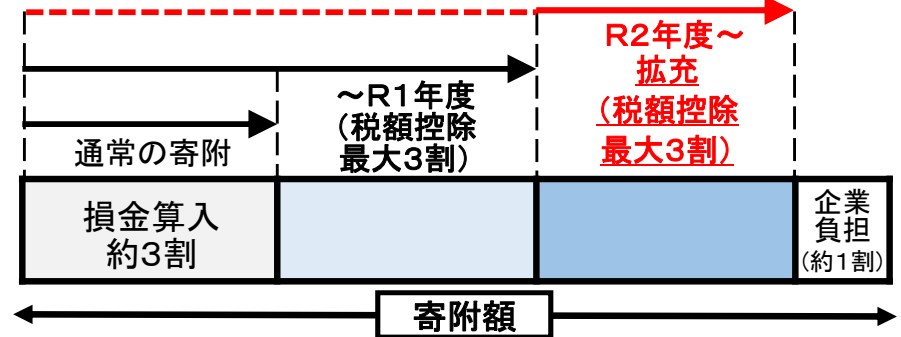 R2年度～
拡充
(税額控除
最大3割)
～R1年度
(税額控除
最大3割)
通常の寄附
損金算入
約3割
企業
負担
(約1割)
寄附額